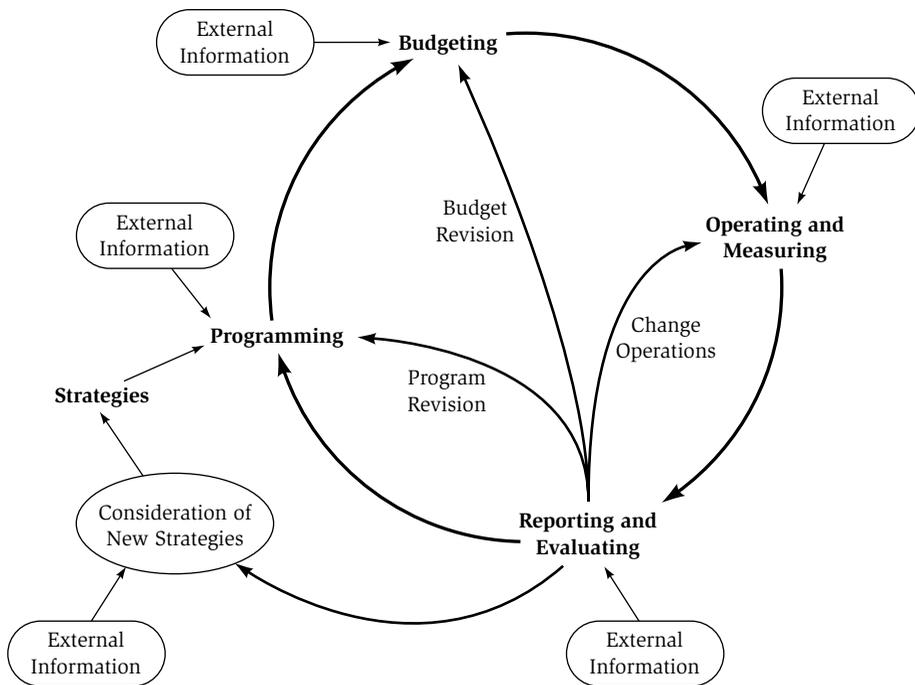 External
Information
Budgeting
External
Information
Budget
Revision
Operating and
Measuring
External
Information
Change
Operations
Programming
Program
Revision
Strategies
Consideration of
New Strategies
Reporting and
Evaluating
External
Information
External
Information